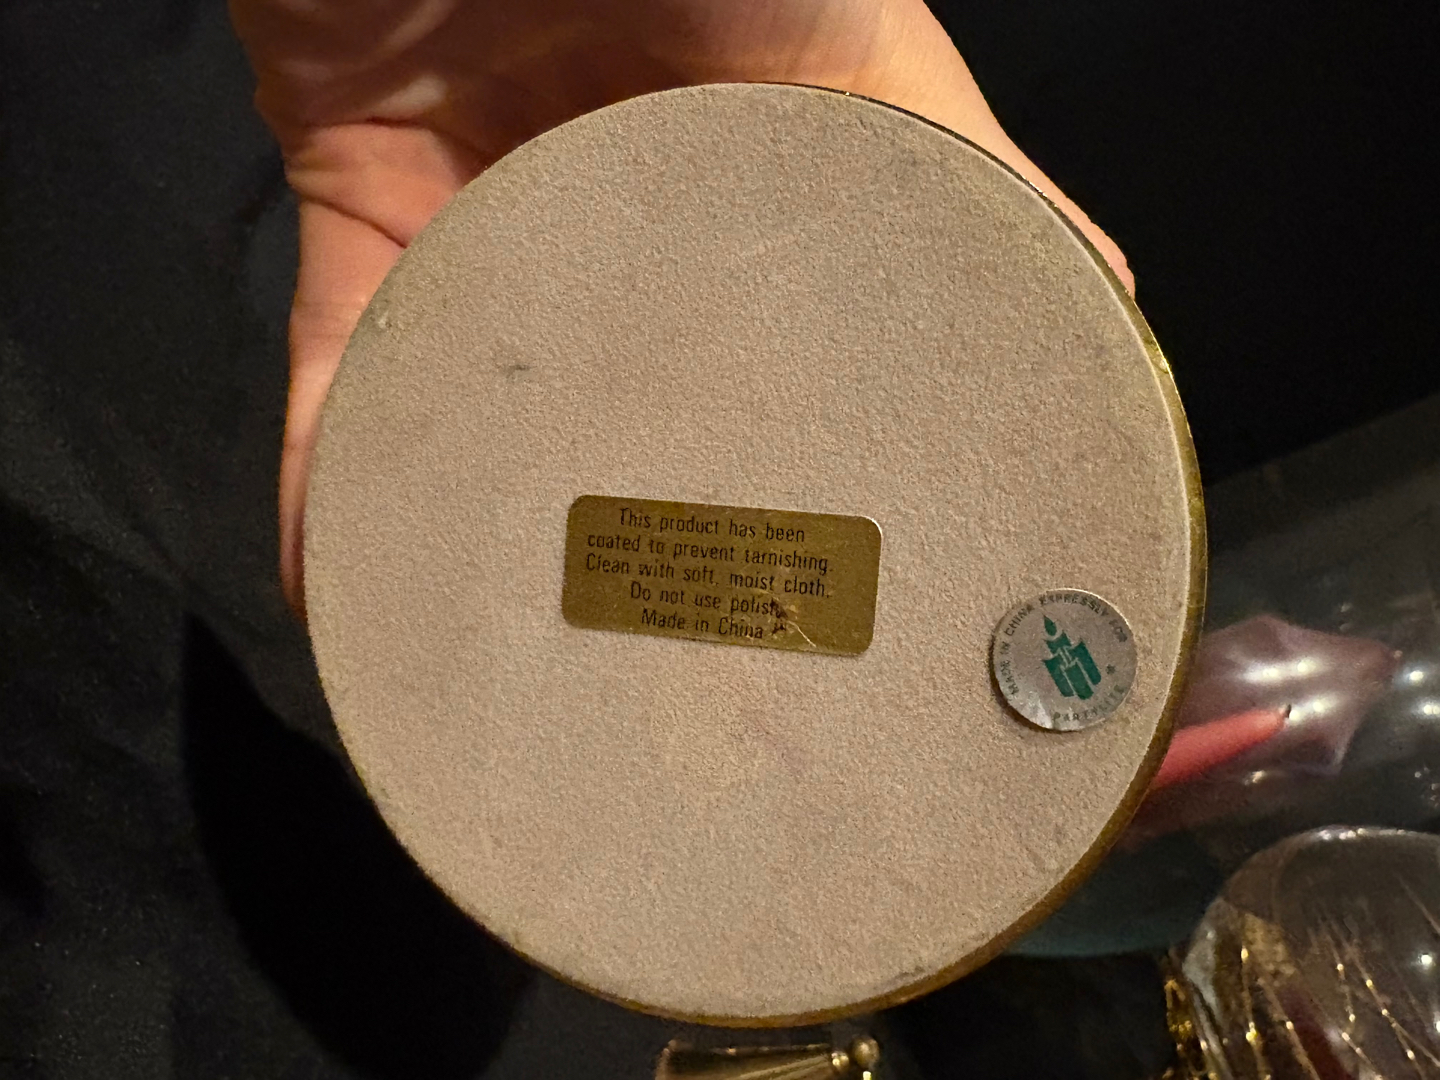 This product has been
coated to prevent tarnishing.
Clean with soft, moist cloth.
Do not use polish.
Made in China
MADE IN CHINA EXPRESSLY FOR
PARTYLITE